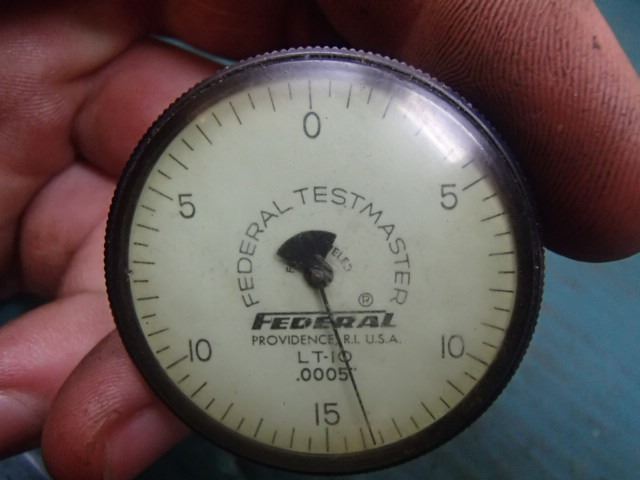 0
5
5
FEDERAL TESTMASTER
®
FEDERAL
PROVIDENCE, R.I. U.S.A.
10
LT-10
10
.0005"
15